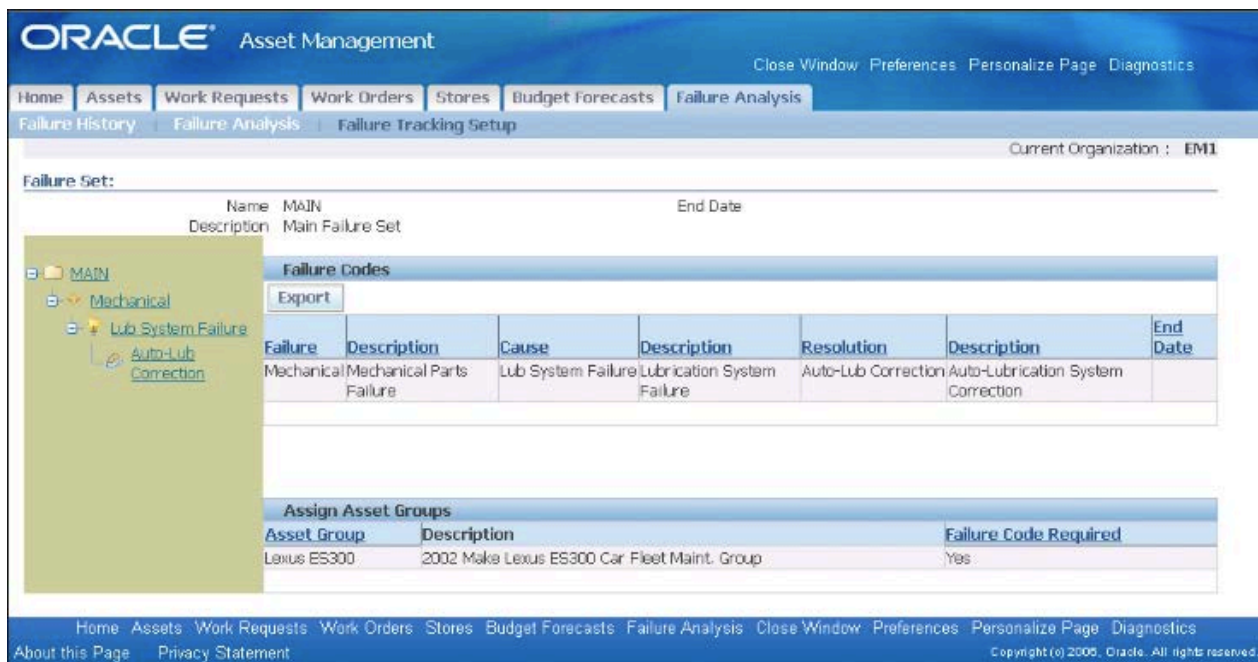 ORACLE® Asset Management
Close Window Preferences Personalize Page Diagnostics
Home Assets Work Requests Work Orders Stores Budget Forecasts Failure Analysis
Failure History Failure Analysis Failure Tracking Setup
Current Organization : EM1
Failure Set:
Name MAIN End Date
Description Main Failure Set
MAIN
Mechanical
Lub System Failure
Auto-Lub
Correction
Failure Codes
Export
Failure Description Cause Description Resolution Description End Date
Mechanical Mechanical Parts Failure Lub System Failure Lubrication System Failure Auto-Lub Correction Auto-Lubrication System Correction
Assign Asset Groups
Asset Group Description Failure Code Required
Lexus ES300 2002 Make Lexus ES300 Car Fleet Maint. Group Yes
Home Assets Work Requests Work Orders Stores Budget Forecasts Failure Analysis Close Window Preferences Personalize Page Diagnostics
About this Page Privacy Statement
Copyright (c) 2006, Oracle. All rights reserved